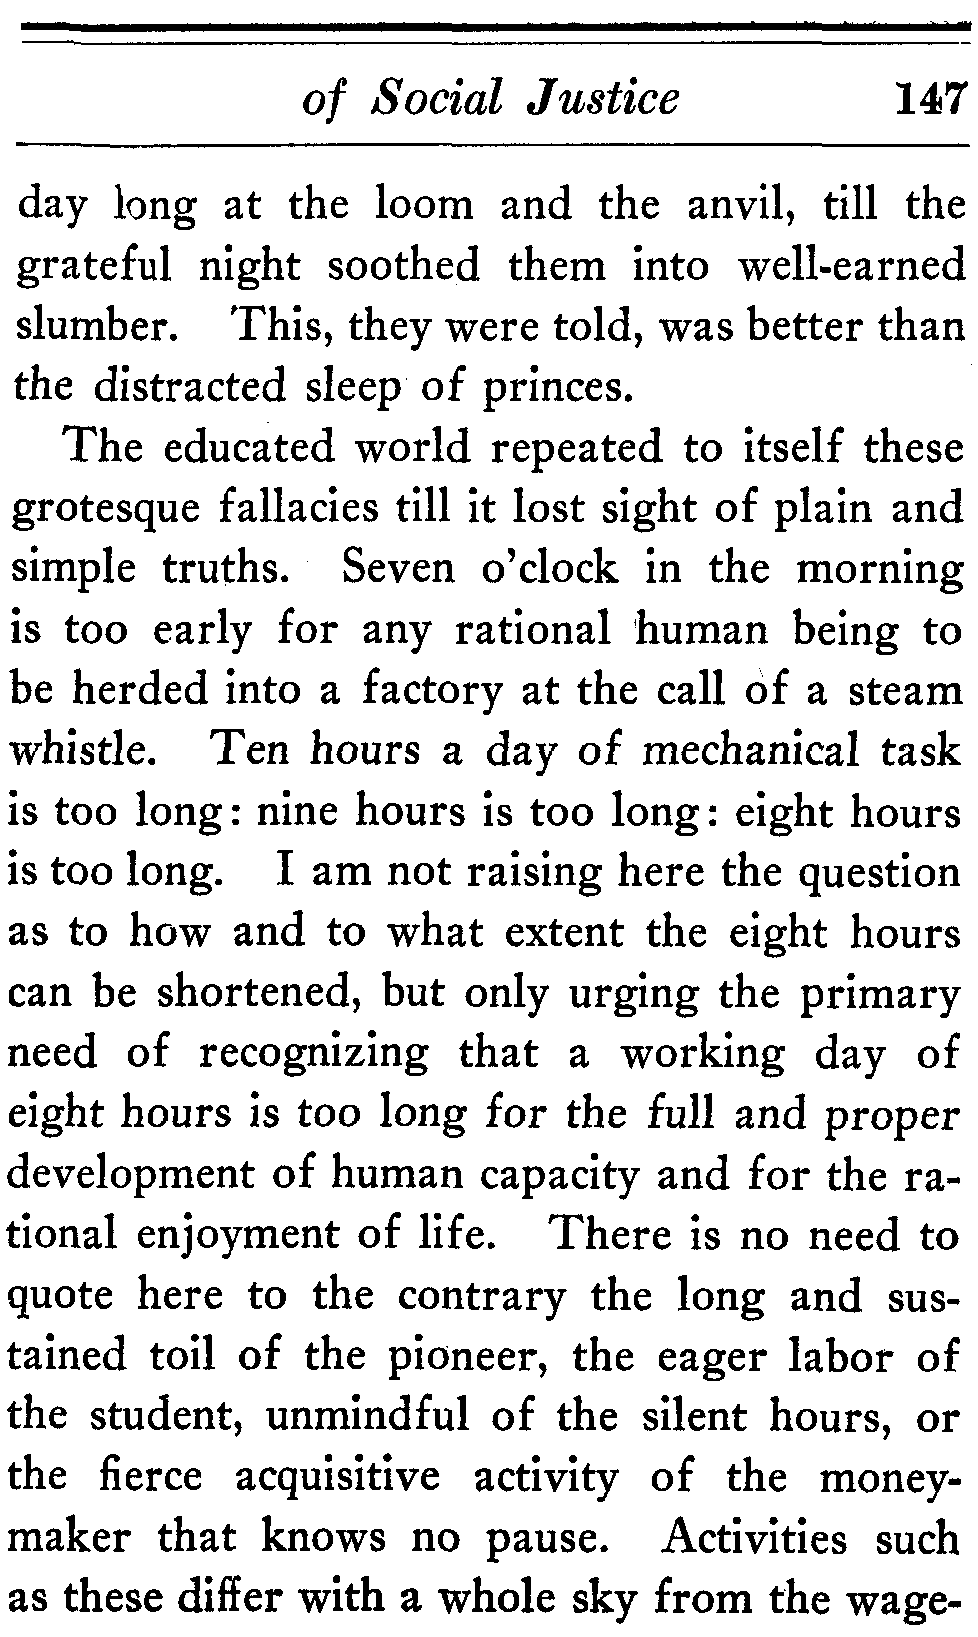 of Social Justice 147
day long at the loom and the anvil, till the
grateful night soothed them into well-earned
slumber. This, they were told, was better than
the distracted sleep of princes.
The educated world repeated to itself these
grotesque fallacies till it lost sight of plain and
simple truths. Seven o’clock in the morning
is too early for any rational human being to
be herded into a factory at the call of a steam
whistle. Ten hours a day of mechanical task
is too long: nine hours is too long: eight hours
is too long. I am not raising here the question
as to how and to what extent the eight hours
can be shortened, but only urging the primary
need of recognizing that a working day of
eight hours is too long for the full and proper
development of human capacity and for the ra-
tional enjoyment of life. There is no need to
quote here to the contrary the long and sus-
tained toil of the pioneer, the eager labor of
the student, unmindful of the silent hours, or
the fierce acquisitive activity of the money-
maker that knows no pause. Activities such
as these differ with a whole sky from the wage-